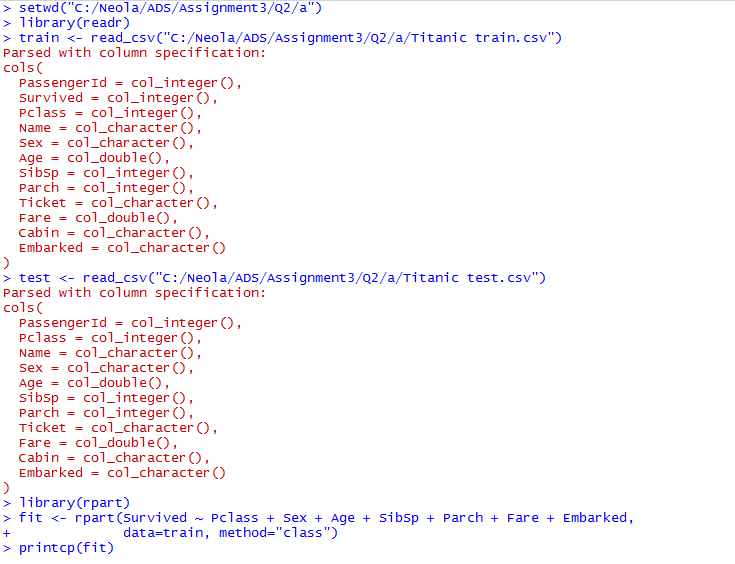 > setwd("C:/Neola/ADS/Assignment3/Q2/a")
> library(readr)
> train <- read_csv("C:/Neola/ADS/Assignment3/Q2/a/Titanic train.csv")
Parsed with column specification:
cols(
  PassengerId = col_integer(),
  Survived = col_integer(),
  Pclass = col_integer(),
  Name = col_character(),
  Sex = col_character(),
  Age = col_double(),
  SibSp = col_integer(),
  Parch = col_integer(),
  Ticket = col_character(),
  Fare = col_double(),
  Cabin = col_character(),
  Embarked = col_character()
)
> test <- read_csv("C:/Neola/ADS/Assignment3/Q2/a/Titanic test.csv")
Parsed with column specification:
cols(
  PassengerId = col_integer(),
  Pclass = col_integer(),
  Name = col_character(),
  Sex = col_character(),
  Age = col_double(),
  SibSp = col_integer(),
  Parch = col_integer(),
  Ticket = col_character(),
  Fare = col_double(),
  Cabin = col_character(),
  Embarked = col_character()
)
> library(rpart)
> fit <- rpart(Survived ~ Pclass + Sex + Age + SibSp + Parch + Fare + Embarked,
+              data=train, method="class")
> printcp(fit)